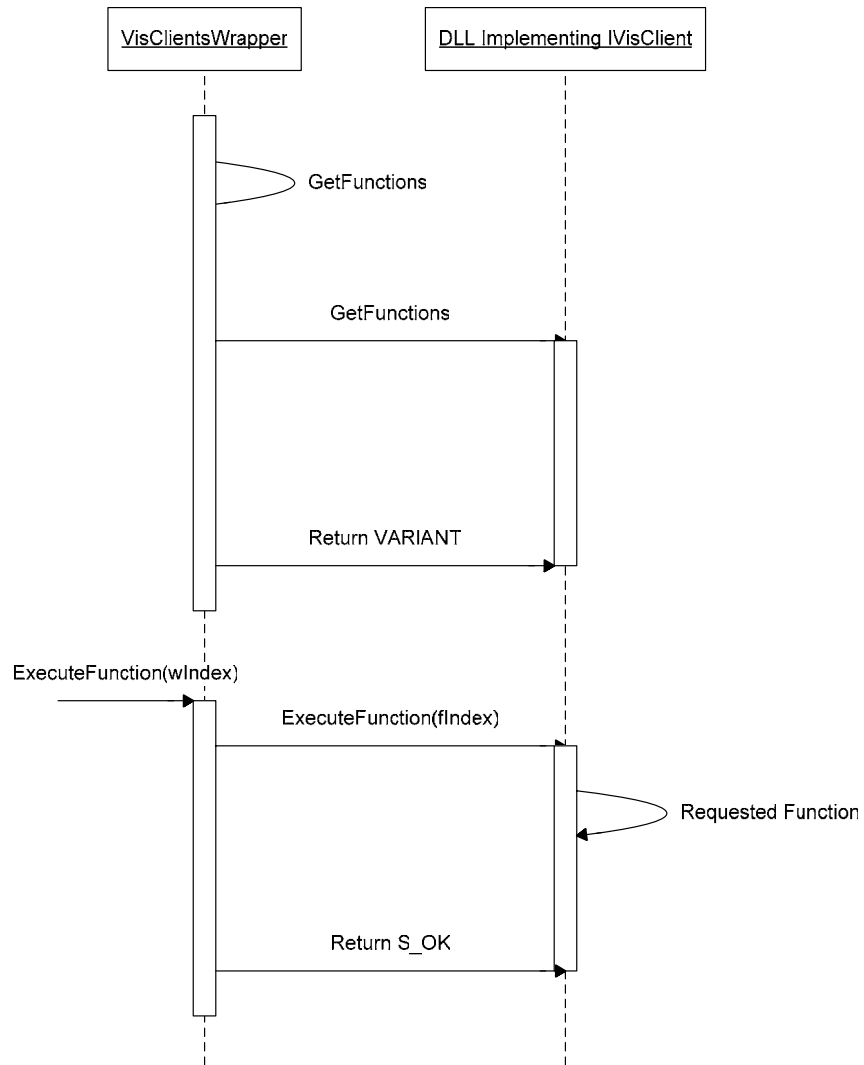 VisClientsWrapper
DLL Implementing IVisClient
GetFunctions
GetFunctions
Return VARIANT
ExecuteFunction(wIndex)
ExecuteFunction(fIndex)
Requested Function
Return S_OK